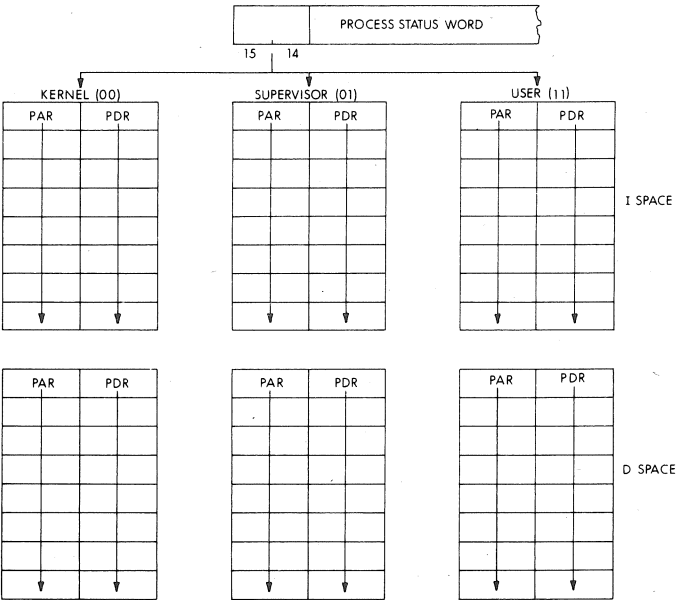 PROCESS STATUS WORD
15 14
KERNEL (00) SUPERVISOR (01) USER (11)
PAR PDR PAR PDR PAR PDR
I SPACE
PAR PDR PAR PDR PAR PDR
D SPACE